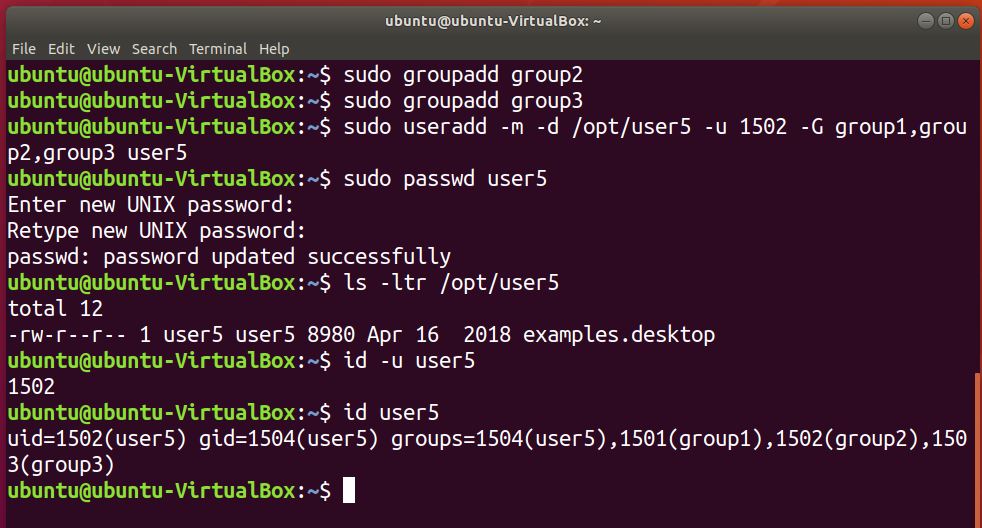 ubuntu@ubuntu-VirtualBox: ~
File Edit View Search Terminal Help
ubuntu@ubuntu-VirtualBox:~$ sudo groupadd group2
ubuntu@ubuntu-VirtualBox:~$ sudo groupadd group3
ubuntu@ubuntu-VirtualBox:~$ sudo useradd -m -d /opt/user5 -u 1502 -G group1,grou
p2,group3 user5
ubuntu@ubuntu-VirtualBox:~$ sudo passwd user5
Enter new UNIX password:
Retype new UNIX password:
passwd: password updated successfully
ubuntu@ubuntu-VirtualBox:~$ ls -ltr /opt/user5
total 12
-rw-r--r-- 1 user5 user5 8980 Apr 16  2018 examples.desktop
ubuntu@ubuntu-VirtualBox:~$ id -u user5
1502
ubuntu@ubuntu-VirtualBox:~$ id user5
uid=1502(user5) gid=1504(user5) groups=1504(user5),1501(group1),1502(group2),150
3(group3)
ubuntu@ubuntu-VirtualBox:~$